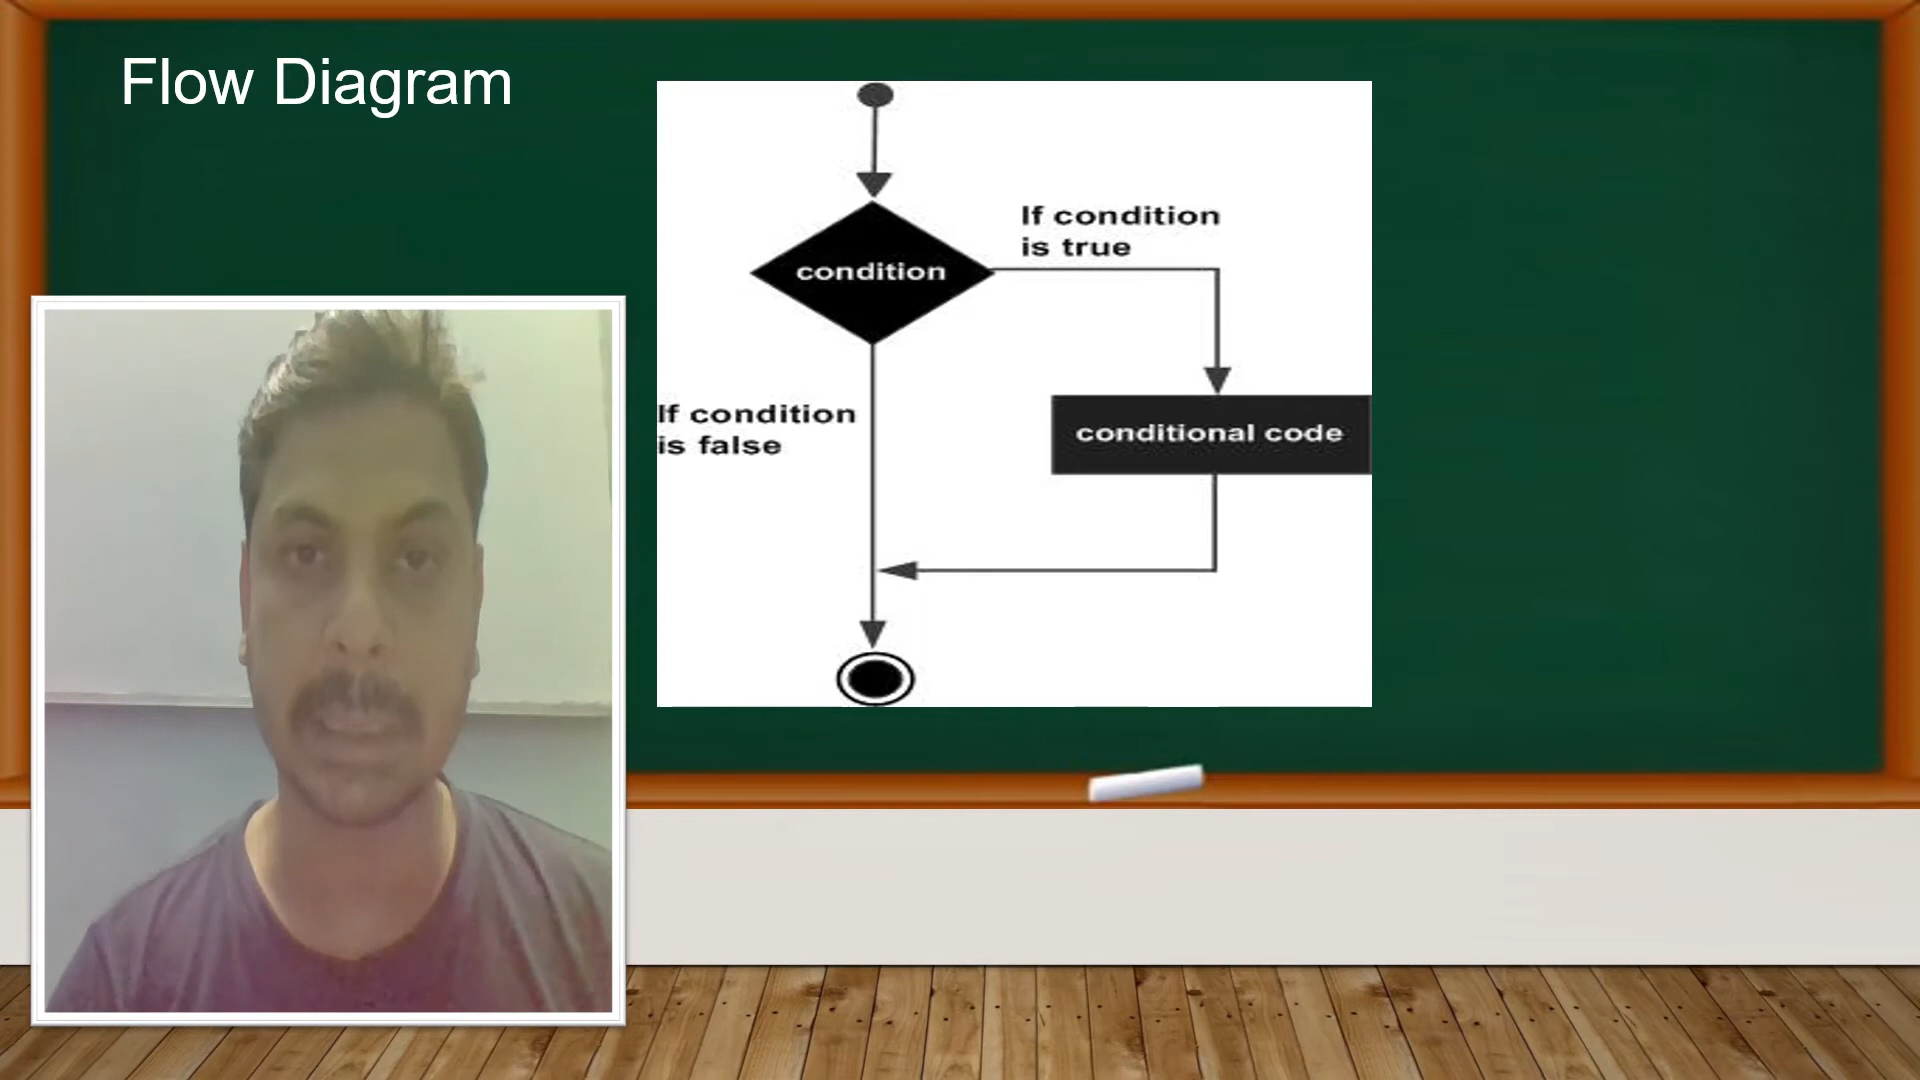 Flow Diagram
If condition
is true
condition
If condition
is false
conditional code